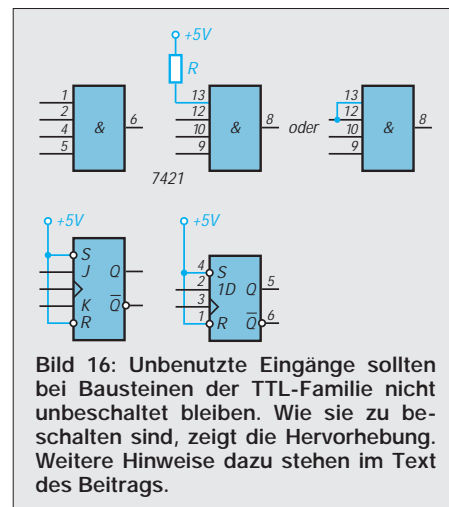 +5V
R
1
2
4
5
&
6
13
12
10
9
&
8
oder
13
12
10
9
&
8
7421
+5V
S
J
K
R
Q
Q̅
+5V
4
2
3
1
S
1D
R
Q
Q̅
5
6
Bild 16: Unbenutzte Eingänge sollten
bei Bausteinen der TTL-Familie nicht
unbeschaltet bleiben. Wie sie zu be-
schalten sind, zeigt die Hervorhebung.
Weitere Hinweise dazu stehen im Text
des Beitrags.